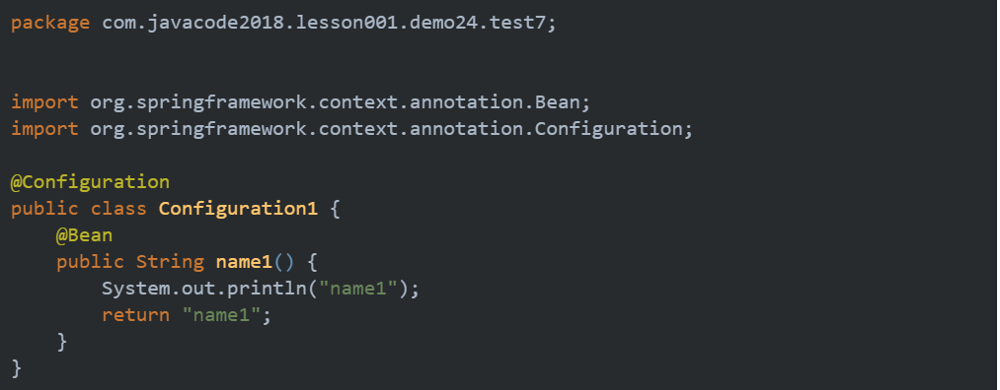 package com.javacode2018.lesson001.demo24.test7;
import org.springframework.context.annotation.Bean;
import org.springframework.context.annotation.Configuration;
@Configuration
public class Configuration1 {
    @Bean
    public String name1() {
        System.out.println("name1");
        return "name1";
    }
}